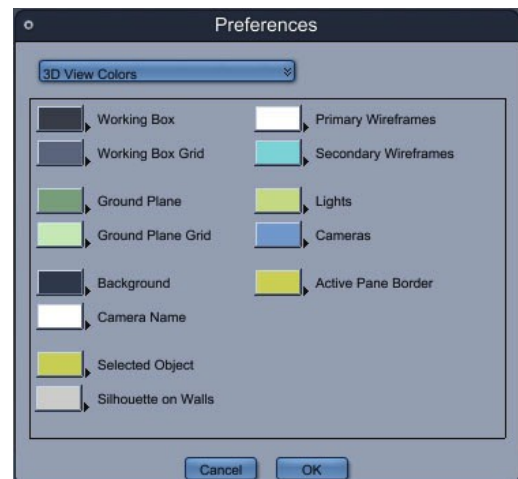 Preferences
3D View Colors
Working Box
Primary Wireframes
Working Box Grid
Secondary Wireframes
Ground Plane
Lights
Ground Plane Grid
Cameras
Background
Active Pane Border
Camera Name
Selected Object
Silhouette on Walls
Cancel
OK